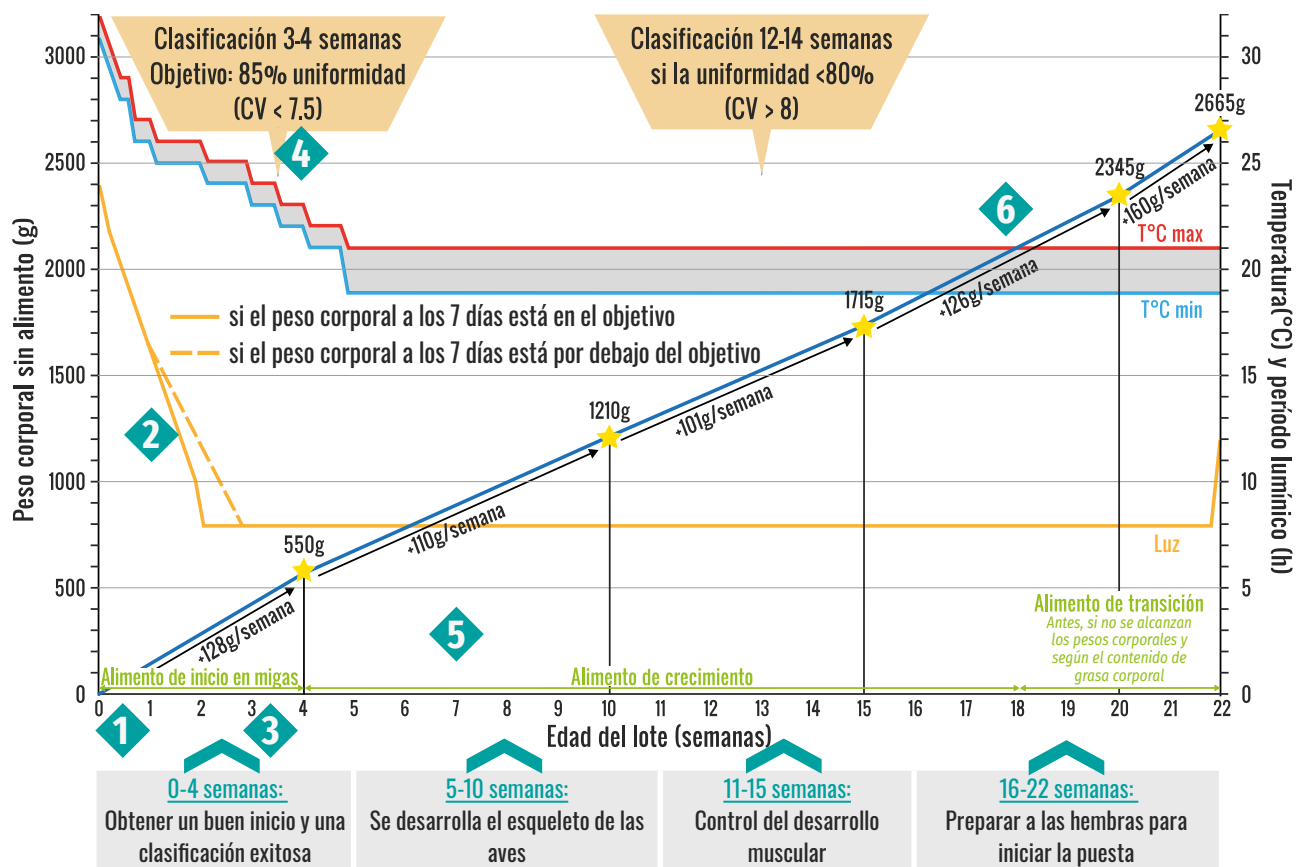 Clasificación 3-4 semanas
Objetivo: 85% uniformidad
(CV < 7.5)
Clasificación 12-14 semanas
si la uniformidad <80%
(CV > 8)
Peso corporal sin alimento (g)
3000
2500
2000
1500
1000
500
0
30
25
20
15
10
5
0
Temperatura(°C) y período lumínico (h)
4
6
2
5
1
3
2665g
2345g
+160g/semana
T°C max
1715g
+126g/semana
T°C min
si el peso corporal a los 7 días está en el objetivo
si el peso corporal a los 7 días está por debajo del objetivo
1210g
+101g/semana
+110g/semana
Luz
550g
+128g/semana
Alimento de inicio en migas
Alimento de crecimiento
Alimento de transición
Antes, si no se alcanzan
los pesos corporales y
según el contenido de
grasa corporal
0 1 2 3 4 5 6 7 8 9 10 11 12 13 14 15 16 17 18 19 20 21 22
Edad del lote (semanas)
0-4 semanas:
Obtener un buen inicio y una
clasificación exitosa
5-10 semanas:
Se desarrolla el esqueleto de las
aves
11-15 semanas:
Control del desarrollo
muscular
16-22 semanas:
Preparar a las hembras para
iniciar la puesta